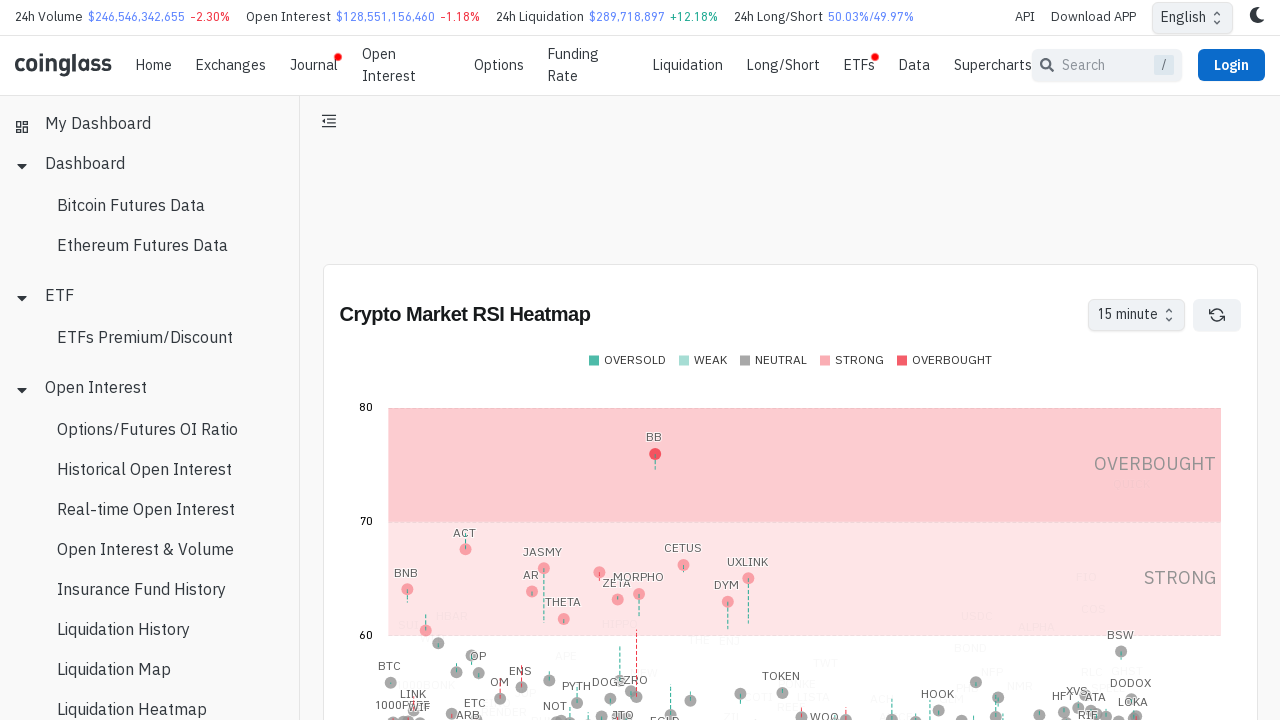 24h Volume $246,546,342,655 -2.30% Open Interest $128,551,156,460 -1.18% 24h Liquidation $289,718,897 +12.18% 24h Long/Short 50.03%/49.97% API Download APP English
coinglass Home Exchanges Journal Open Interest Options Funding Rate Liquidation Long/Short ETFs Data Supercharts Search / Login
My Dashboard
Dashboard
Bitcoin Futures Data
Ethereum Futures Data
ETF
ETFs Premium/Discount
Open Interest
Options/Futures OI Ratio
Historical Open Interest
Real-time Open Interest
Open Interest & Volume
Insurance Fund History
Liquidation History
Liquidation Map
Liquidation Heatmap
Crypto Market RSI Heatmap 15 minute
OVERSOLD WEAK NEUTRAL STRONG OVERBOUGHT
80
BB
OVERBOUGHT
70
ACT
JASMY CETUS
UXLINK
BNB AR ZETA MORPHO DYM STRONG
THETA
60
BSW
BTC OP
ENS TOKEN
OM PYTH DOGS ZRO DODOX
LINK HOOK HFT XVS ATA
1000FW WIF ETC NOT LOKA
ARB JTO WOO RIF